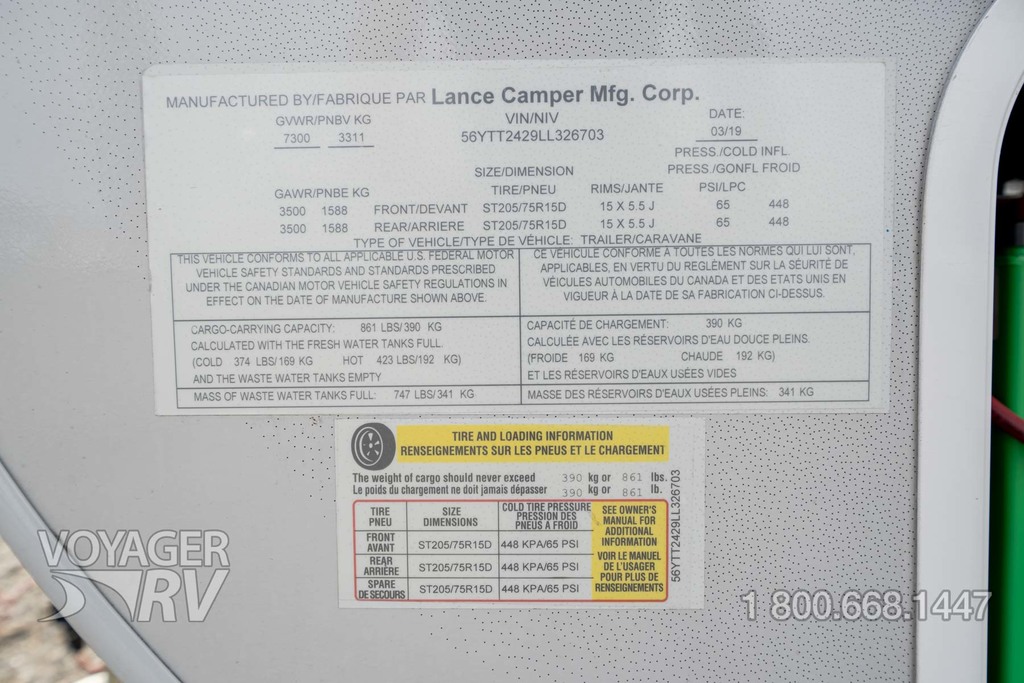 MANUFACTURED BY/FABRIQUE PAR Lance Camper Mfg. Corp.
GVWR/PNBV KG VIN/NIV DATE:
7300 3311 56YTT2429LL326703 03/19
PRESS./COLD INFL.
SIZE/DIMENSION PRESS./GONFL FROID
GAWR/PNBE KG TIRE/PNEU RIMS/JANTE PSI/LPC
3500 1588 FRONT/DEVANT ST205/75R15D 15 X 5.5 J 65 448
3500 1588 REAR/ARRIERE ST205/75R15D 15 X 5.5 J 65 448
TYPE OF VEHICLE/TYPE DE VÉHICLE: TRAILER/CARAVANE
THIS VEHICLE CONFORMS TO ALL APPLICABLE U.S. FEDERAL MOTOR
VEHICLE SAFETY STANDARDS AND STANDARDS PRESCRIBED
UNDER THE CANADIAN MOTOR VEHICLE SAFETY REGULATIONS IN
EFFECT ON THE DATE OF MANUFACTURE SHOWN ABOVE.
CE VÉHICULE CONFORME À TOUTES LES NORMES QUI LUI SONT,
APPLICABLES, EN VERTU DU REGLÈMENT SUR LA SÉURITÉ DE
VÉICULES AUTOMOBILES DU CANADA ET DES ETATS UNIS EN
VIGUEUR À LA DATE DE SA FABRICATION CI-DESSUS.
CARGO-CARRYING CAPACITY: 861 LBS/390 KG
CALCULATED WITH THE FRESH WATER TANKS FULL.
(COLD 374 LBS/169 KG HOT 423 LBS/192 KG)
AND THE WASTE WATER TANKS EMPTY
CAPACITÉ DE CHARGEMENT: 390 KG
CALCULÉE AVEC LES RÉSERVOIRS D'EAU DOUCE PLEINS.
(FROIDE 169 KG CHAUDE 192 KG)
ET LES RÉSERVOIRS D'EAUX USÉES VIDES
MASS OF WASTE WATER TANKS FULL: 747 LBS/341 KG
MASSE DES RÉSERVOIRS D'EAUX USÉES PLEINS: 341 KG
TIRE AND LOADING INFORMATION
RENSEIGNEMENTS SUR LES PNEUS ET LE CHARGEMENT
The weight of cargo should never exceed 390 kg or 861 lbs.
Le poids du chargement ne doit jamais dépasser 390 kg or 861 lb.
TIRE SIZE COLD TIRE PRESSURE
PNEU DIMENSIONS PRESSION DES
PNEUS A FROID
FRONT
AVANT ST205/75R15D 448 KPA/65 PSI
REAR
ARRIÈRE ST205/75R15D 448 KPA/65 PSI
SPARE
DE SECOURS ST205/75R15D 448 KPA/65 PSI
SEE OWNER'S
MANUAL FOR
ADDITIONAL
INFORMATION
VOIR LE MANUEL
DE L'USAGER
POUR PLUS DE
RENSEIGNEMENTS
56YTT2429LL326703
VOYAGER
RV
1 800.668.1447